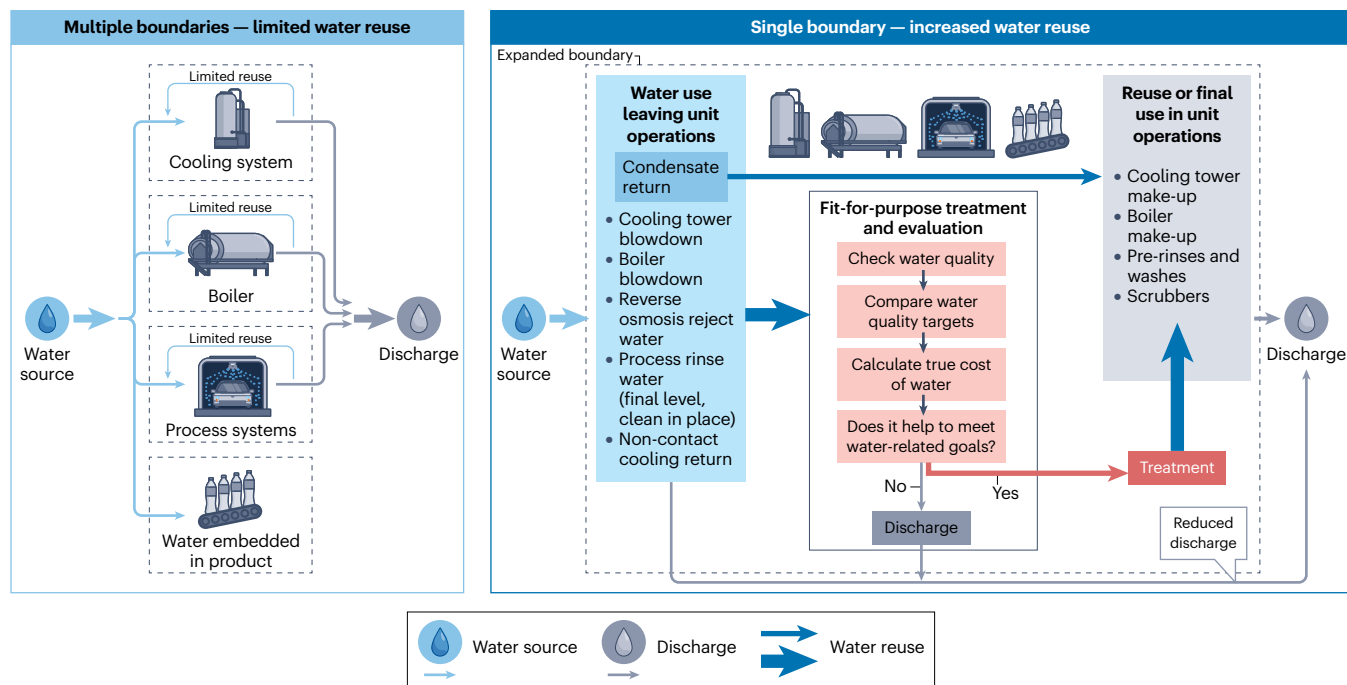 Multiple boundaries — limited water reuse
Limited reuse
Cooling system
Limited reuse
Boiler
Water
source
Discharge
Limited reuse
Process systems
Water embedded
in product
Single boundary — increased water reuse
Expanded boundary
Water use
leaving unit
operations
Condensate
return
• Cooling tower
blowdown
• Boiler
blowdown
• Reverse
osmosis reject
water
• Process rinse
water
(final level,
clean in place)
• Non-contact
cooling return
Water
source
Fit-for-purpose treatment
and evaluation
Check water quality
Compare water
quality targets
Calculate true cost
of water
Does it help to meet
water-related goals?
No
Yes
Discharge
Treatment
Reuse or final
use in unit
operations
• Cooling tower
make-up
• Boiler
make-up
• Pre-rinses and
washes
• Scrubbers
Discharge
Reduced
discharge
Water source
Discharge
Water reuse